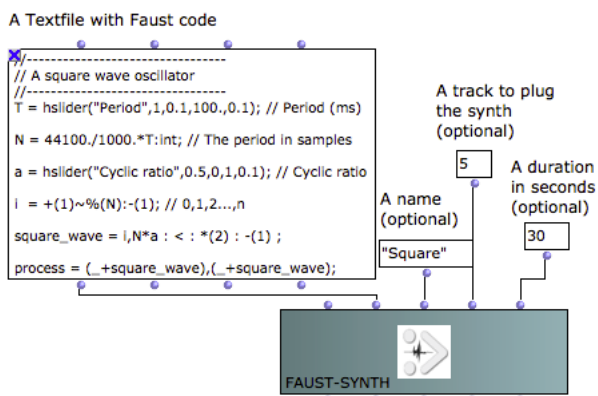 A Textfile with Faust code
//---------------------------------
// A square wave oscillator
//---------------------------------
T = hslider("Period",1,0.1,100.,0.1); // Period (ms)
N = 44100./1000.*T:int; // The period in samples
a = hslider("Cyclic ratio",0.5,0,1,0.1); // Cyclic ratio
i  = +(1)~%(N):-(1); // 0,1,2...,n
square_wave = i,N*a : < : *(2) : -(1) ;
process = (_+square_wave),(_+square_wave);
A track to plug
the synth
(optional)
5
A duration
in seconds
(optional)
30
A name
(optional)
"Square"
FAUST-SYNTH